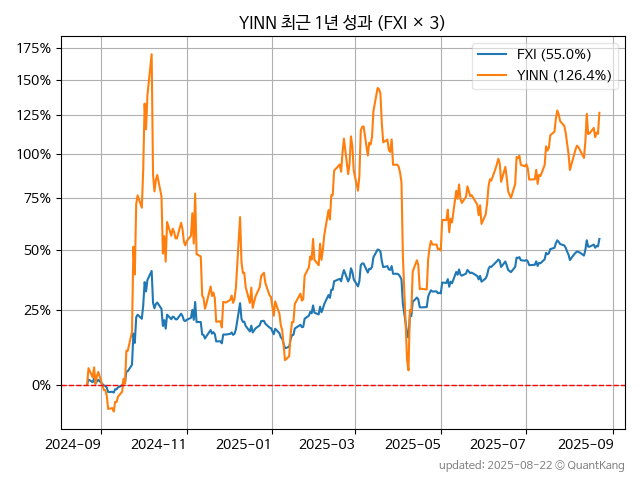 YINN 최근 1년 성과 (FXI × 3)
FXI (55.0%)
YINN (126.4%)
175%
150%
125%
100%
75%
50%
25%
0%
2024-09 2024-11 2025-01 2025-03 2025-05 2025-07 2025-09
updated: 2025-08-22 © QuantKang